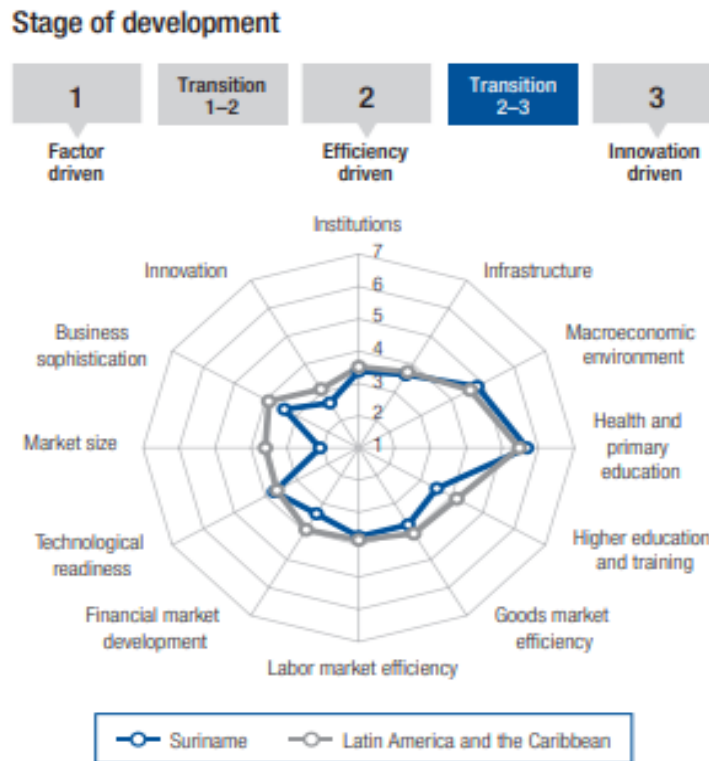 Stage of development
1
Transition
1–2
2
Transition
2–3
3
Factor
driven
Efficiency
driven
Innovation
driven
Institutions
7
Innovation
Infrastructure
6
5
Business
sophistication
Macroeconomic
environment
4
3
2
Market size
1
Health and
primary
education
Technological
readiness
Higher education
and training
Financial market
development
Goods market
efficiency
Labor market efficiency
Suriname
Latin America and the Caribbean